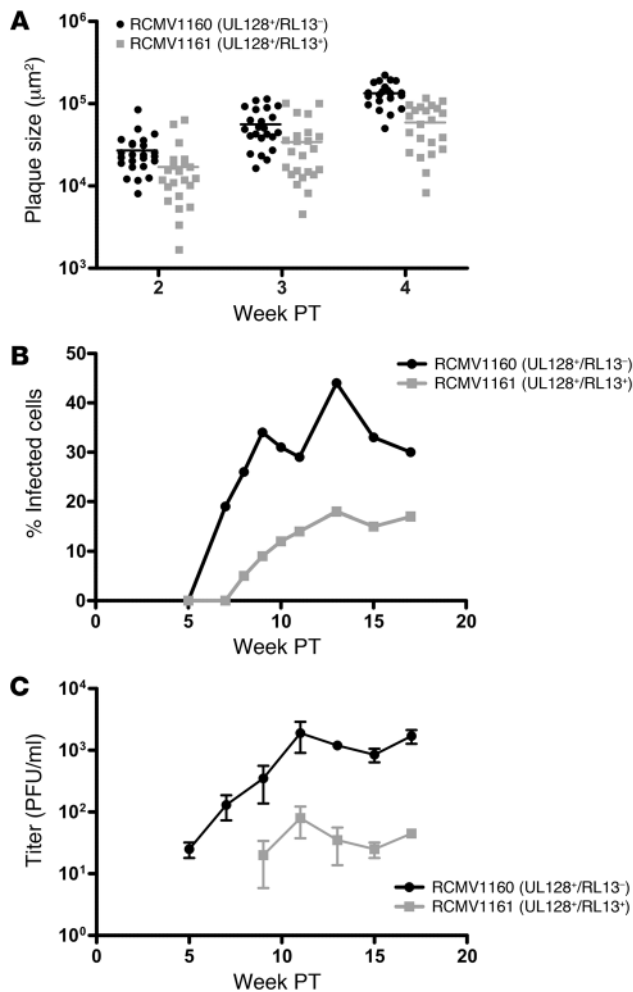 A
RCMV1160 (UL128⁺/RL13⁻)
RCMV1161 (UL128⁺/RL13⁺)
Plaque size (μm²)
10⁶
10⁵
10⁴
10³
2 3 4
Week PT
B
RCMV1160 (UL128⁺/RL13⁻)
RCMV1161 (UL128⁺/RL13⁺)
% Infected cells
50
40
30
20
10
0
0 5 10 15 20
Week PT
C
Titer (PFU/ml)
10⁴
10³
10²
10¹
10⁰
RCMV1160 (UL128⁺/RL13⁻)
RCMV1161 (UL128⁺/RL13⁺)
0 5 10 15 20
Week PT